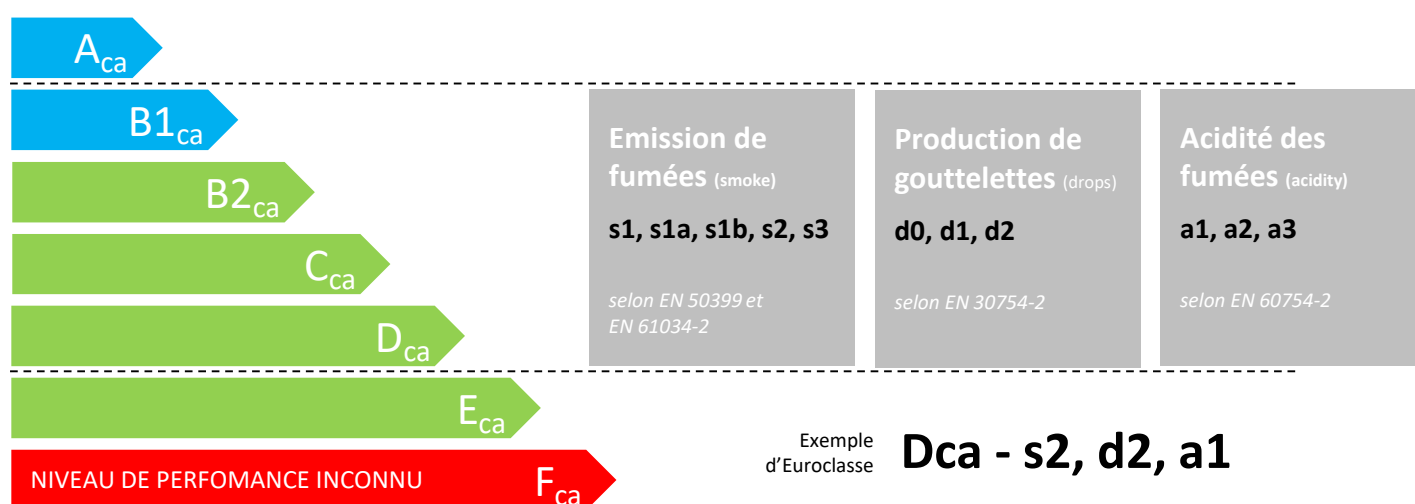 Aca
B1ca
B2ca
Cca
Dca
Eca
NIVEAU DE PERFOMANCE INCONNU Fca
Emission de
fumées (smoke)
s1, s1a, s1b, s2, s3
selon EN 50399 et
EN 61034-2
Production de
gouttelettes (drops)
d0, d1, d2
selon EN 30754-2
Acidité des
fumées (acidity)
a1, a2, a3
selon EN 60754-2
Exemple
d'Euroclasse
Dca - s2, d2, a1